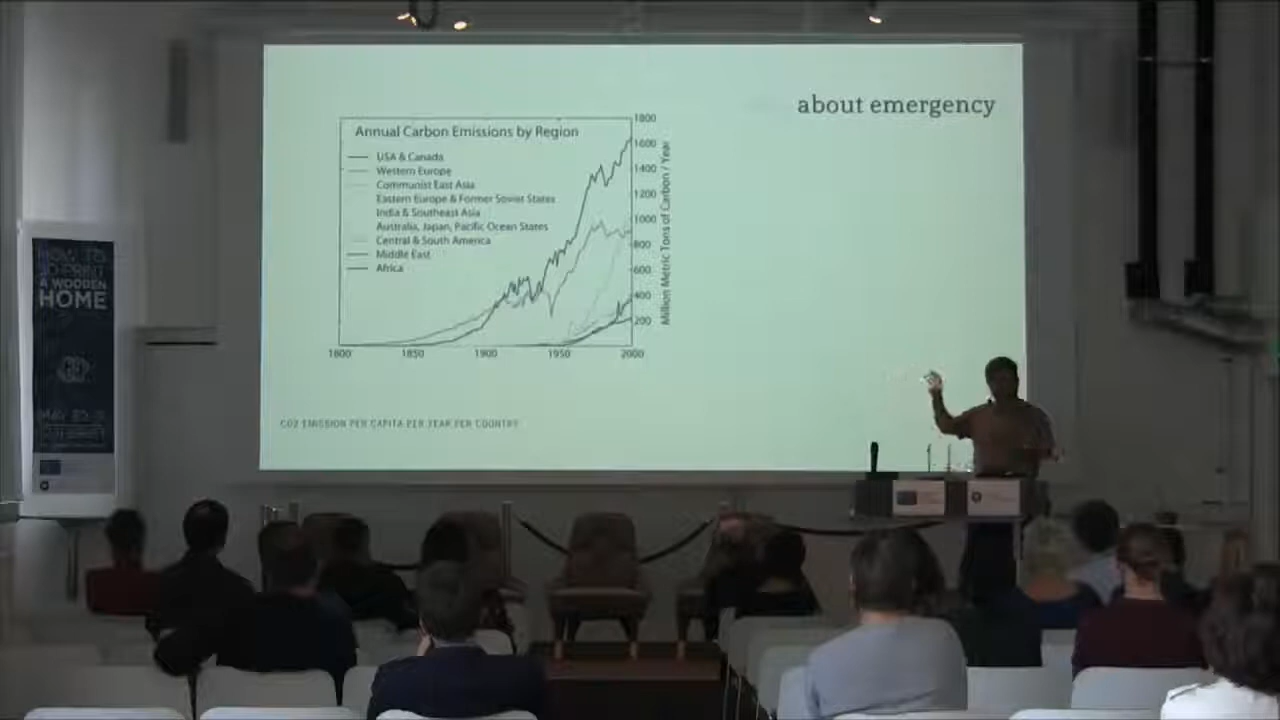 about emergency
Annual Carbon Emissions by Region
USA & Canada
Western Europe
Communist East Asia
Eastern Europe & Former Soviet States
India & Southeast Asia
Australia, Japan, Pacific Ocean States
Central & South America
Middle East
Africa
1800
1600
1400
1200
1000
800
600
400
200
Million Metric Tons of Carbon / Year
1800 1850 1900 1950 2000
CO2 EMISSION PER CAPITA PER YEAR PER COUNTRY
HOW TO
3D-PRINT
A WOODEN
HOME